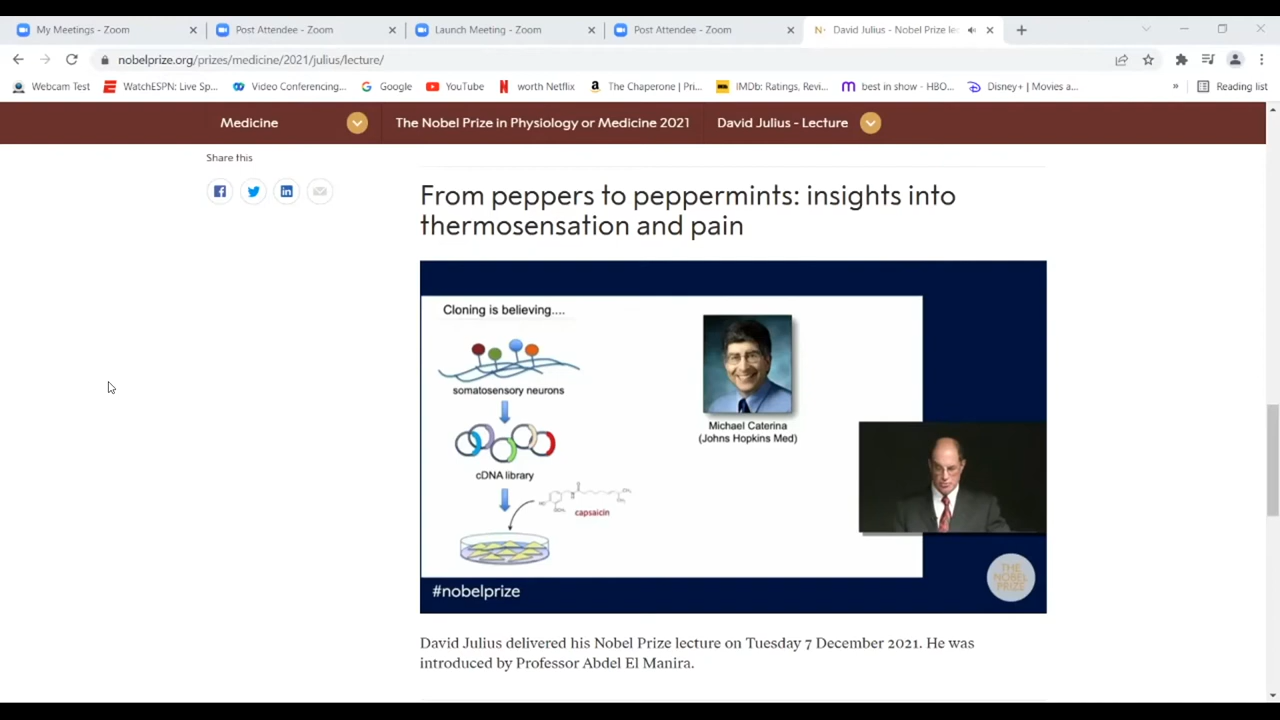 My Meetings - Zoom
Post Attendee - Zoom
Launch Meeting - Zoom
Post Attendee - Zoom
David Julius - Nobel Prize lec
nobelprize.org/prizes/medicine/2021/julius/lecture/
Webcam Test
WatchESPN: Live Sp...
Video Conferencing...
Google
YouTube
worth Netflix
The Chaperone | Pri...
IMDb: Ratings, Revi...
best in show - HBO...
Disney+ | Movies a...
»
Reading list
Medicine
The Nobel Prize in Physiology or Medicine 2021
David Julius - Lecture
Share this
From peppers to peppermints: insights into
thermosensation and pain
Cloning is believing....
somatosensory neurons
cDNA library
capsaicin
Michael Caterina
(Johns Hopkins Med)
THE
NOBEL
PRIZE
#nobelprize
David Julius delivered his Nobel Prize lecture on Tuesday 7 December 2021. He was
introduced by Professor Abdel El Manira.